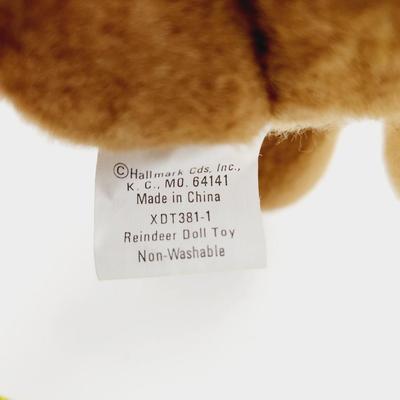 ©Hallmark Cds, Inc.,
K. C., MO. 64141
Made in China
XDT381-1
Reindeer Doll Toy
Non-Washable